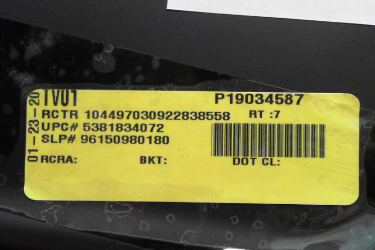 TV01 P19034587
RCTR 104497030922838558 RT :7
UPC# 5381834072
SLP# 96150980180
RCRA: BKT: DOT CL:
01-23-20